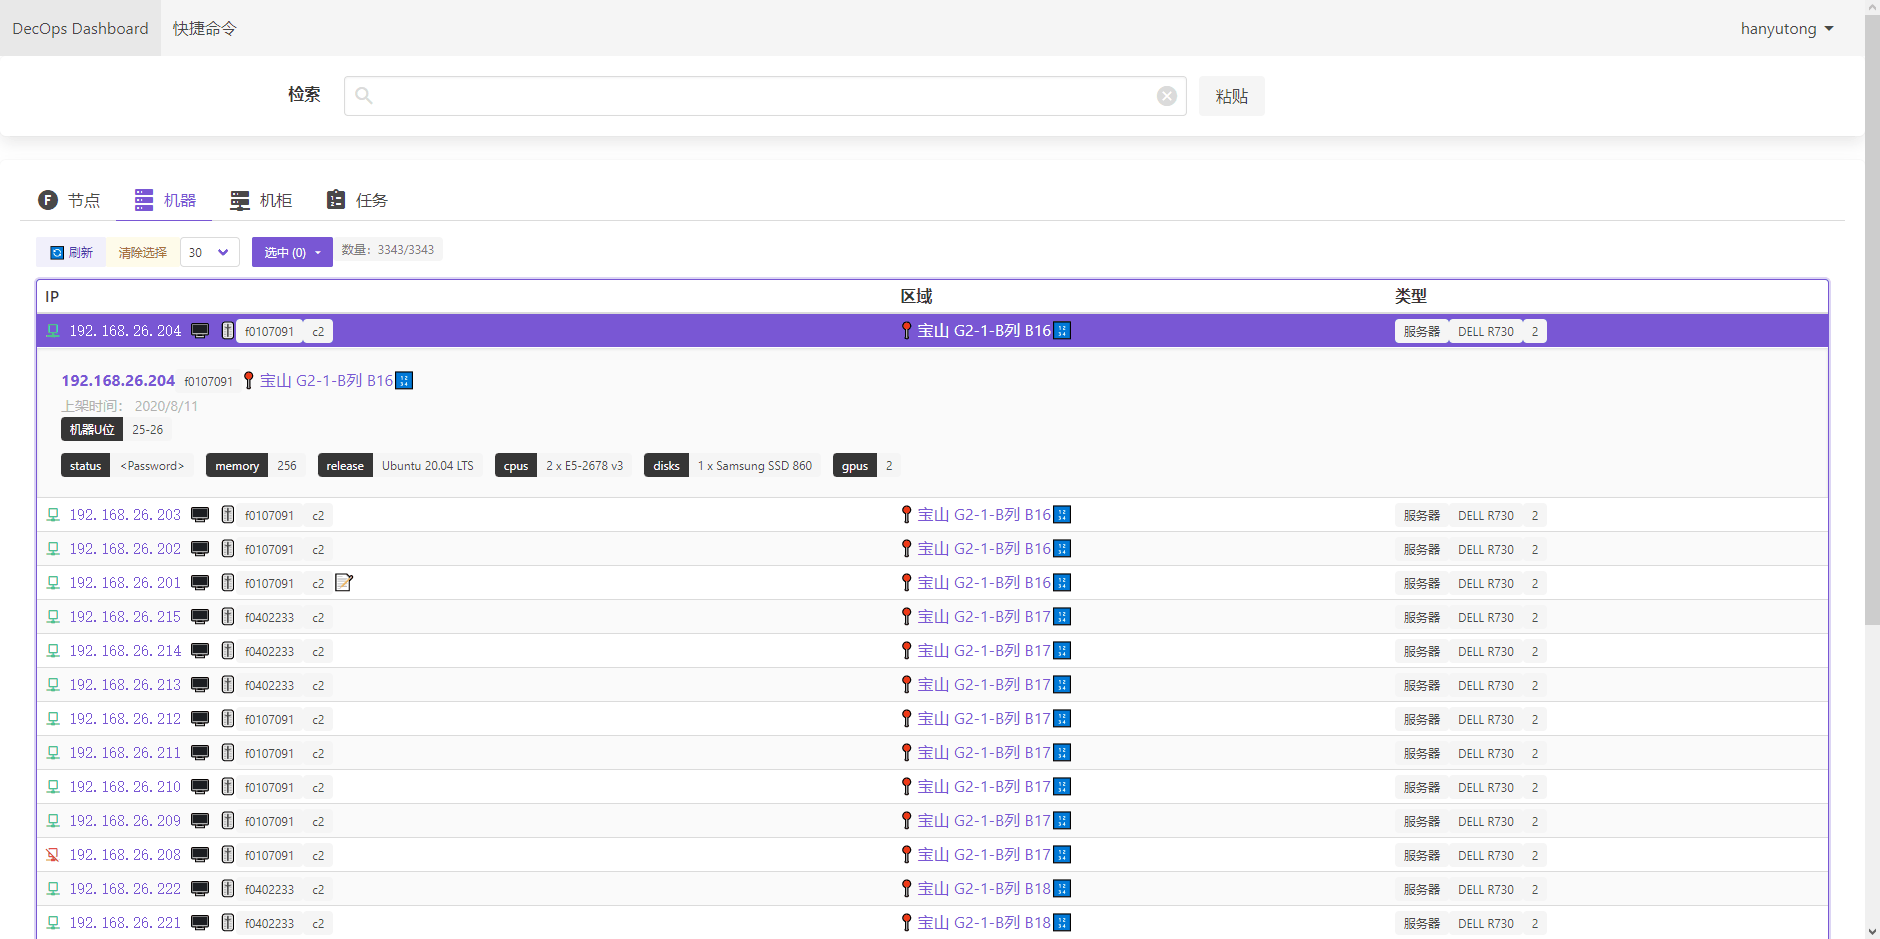 DecOps Dashboard 快捷命令 hanyutong
检索 粘贴
节点 机器 机柜 任务
刷新 清除选择 30 选中 (0) 数量：3343/3343
IP 区域 类型
192.168.26.204 f0107091 c2 宝山 G2-1-B列 B16 服务器 DELL R730 2
192.168.26.204 f0107091 宝山 G2-1-B列 B16
上架时间： 2020/8/11
机器U位 25-26
status <Password> memory 256 release Ubuntu 20.04 LTS cpus 2 x E5-2678 v3 disks 1 x Samsung SSD 860 gpus 2
192.168.26.203 f0107091 c2 宝山 G2-1-B列 B16 服务器 DELL R730 2
192.168.26.202 f0107091 c2 宝山 G2-1-B列 B16 服务器 DELL R730 2
192.168.26.201 f0107091 c2 宝山 G2-1-B列 B16 服务器 DELL R730 2
192.168.26.215 f0402233 c2 宝山 G2-1-B列 B17 服务器 DELL R730 2
192.168.26.214 f0402233 c2 宝山 G2-1-B列 B17 服务器 DELL R730 2
192.168.26.213 f0402233 c2 宝山 G2-1-B列 B17 服务器 DELL R730 2
192.168.26.212 f0107091 c2 宝山 G2-1-B列 B17 服务器 DELL R730 2
192.168.26.211 f0107091 c2 宝山 G2-1-B列 B17 服务器 DELL R730 2
192.168.26.210 f0107091 c2 宝山 G2-1-B列 B17 服务器 DELL R730 2
192.168.26.209 f0107091 c2 宝山 G2-1-B列 B17 服务器 DELL R730 2
192.168.26.208 f0107091 c2 宝山 G2-1-B列 B17 服务器 DELL R730 2
192.168.26.222 f0402233 c2 宝山 G2-1-B列 B18 服务器 DELL R730 2
192.168.26.221 f0402233 c2 宝山 G2-1-B列 B18 服务器 DELL R730 2